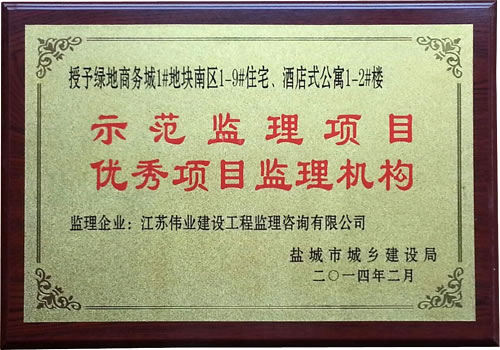 授予绿地商务城1#地块南区1-9#住宅、酒店式公寓1-2#楼
示范监理项目
优秀项目监理机构
监理企业：江苏伟业建设工程监理咨询有限公司
盐城市城乡建设局
二〇一四年二月